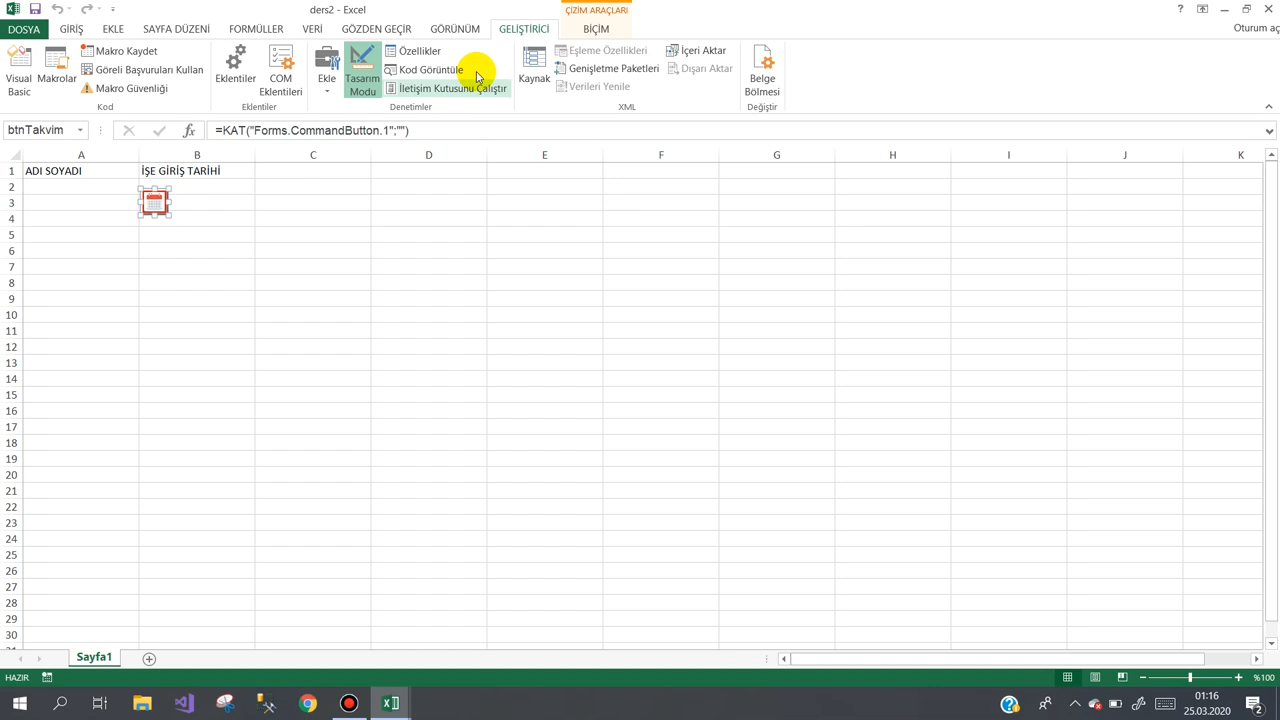 ders2 - Excel
ÇİZİM ARAÇLARI
?
DOSYA GİRİŞ EKLE SAYFA DÜZENİ FORMÜLLER VERİ GÖZDEN GEÇİR GÖRÜNÜM GELİŞTİRİCİ BİÇİM Oturum aç
Visual Basic
Makrolar
Makro Kaydet
Göreli Başvuruları Kullan
Makro Güvenliği
Kod
Eklentiler
COM Eklentileri
Eklentiler
Ekle
Tasarım Modu
Özellikler
Kod Görüntüle
İletişim Kutusunu Çalıştır
Denetimler
Kaynak
Eşleme Özellikleri
Genişletme Paketleri
Verileri Yenile
İçeri Aktar
Dışarı Aktar
XML
Belge Bölmesi
Değiştir
btnTakvim
fx
=KAT("Forms.CommandButton.1";"")
A B C D E F G H I J K
1 ADI SOYADI İŞE GİRİŞ TARİHİ
2
3
4
5
6
7
8
9
10
11
12
13
14
15
16
17
18
19
20
21
22
23
24
25
26
27
28
29
30
Sayfa1
HAZIR
%100
01:16
25.03.2020
2